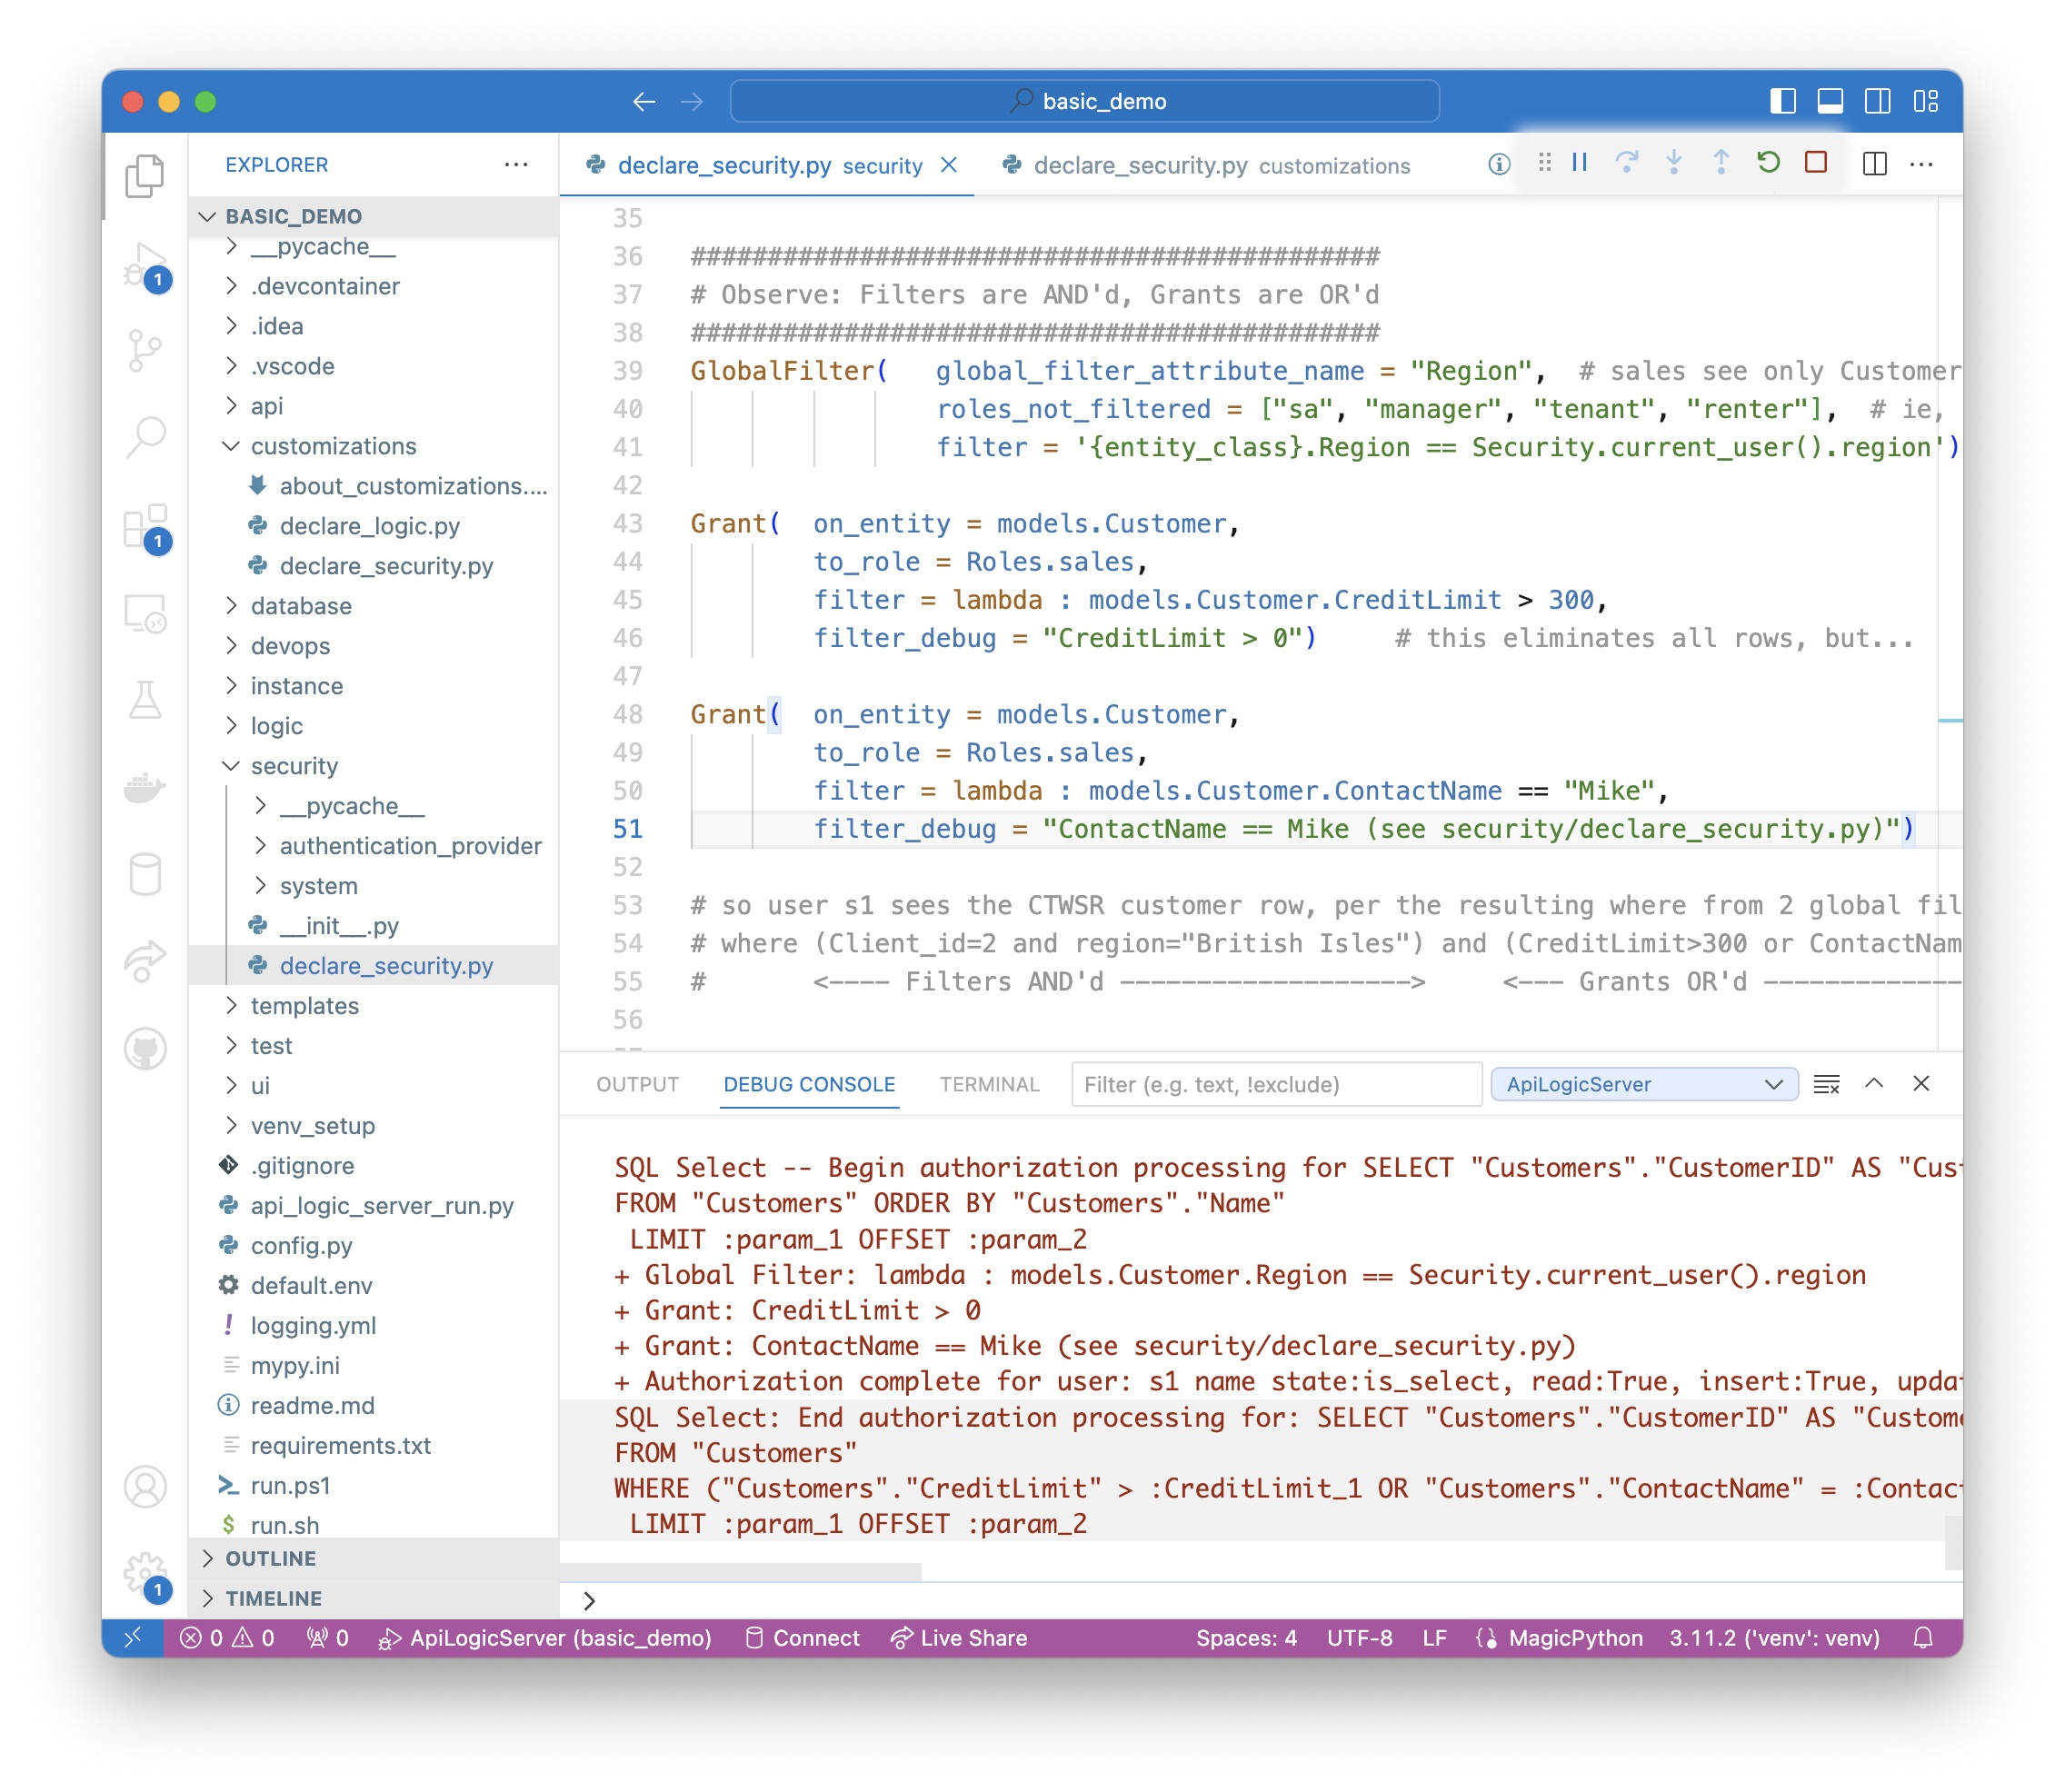 basic_demo
EXPLORER
BASIC_DEMO
__pycache__
.devcontainer
.idea
.vscode
api
customizations
about_customizations....
declare_logic.py
declare_security.py
database
devops
instance
logic
security
__pycache__
authentication_provider
system
__init__.py
declare_security.py
templates
test
ui
venv_setup
.gitignore
api_logic_server_run.py
config.py
default.env
logging.yml
mypy.ini
readme.md
requirements.txt
run.ps1
run.sh
OUTLINE
TIMELINE
1
1
1
declare_security.py security
declare_security.py customizations
35
36 #############################################
37 # Observe: Filters are AND'd, Grants are OR'd
38 #############################################
39 GlobalFilter(   global_filter_attribute_name = "Region",  # sales see only Customer
40 roles_not_filtered = ["sa", "manager", "tenant", "renter"],  # ie,
41 filter = '{entity_class}.Region == Security.current_user().region')
42
43 Grant(  on_entity = models.Customer,
44 to_role = Roles.sales,
45 filter = lambda : models.Customer.CreditLimit > 300,
46 filter_debug = "CreditLimit > 0")     # this eliminates all rows, but...
47
48 Grant(  on_entity = models.Customer,
49 to_role = Roles.sales,
50 filter = lambda : models.Customer.ContactName == "Mike",
51 filter_debug = "ContactName == Mike (see security/declare_security.py)")
52
53 # so user s1 sees the CTWSR customer row, per the resulting where from 2 global fil
54 # where (Client_id=2 and region="British Isles") and (CreditLimit>300 or ContactNam
55 #       <---- Filters AND'd ------------------->     <--- Grants OR'd -------------
56
OUTPUT DEBUG CONSOLE TERMINAL Filter (e.g. text, !exclude) ApiLogicServer
SQL Select -- Begin authorization processing for SELECT "Customers"."CustomerID" AS "Cus
FROM "Customers" ORDER BY "Customers"."Name"
LIMIT :param_1 OFFSET :param_2
+ Global Filter: lambda : models.Customer.Region == Security.current_user().region
+ Grant: CreditLimit > 0
+ Grant: ContactName == Mike (see security/declare_security.py)
+ Authorization complete for user: s1 name state:is_select, read:True, insert:True, upda
SQL Select: End authorization processing for: SELECT "Customers"."CustomerID" AS "Custome
FROM "Customers"
WHERE ("Customers"."CreditLimit" > :CreditLimit_1 OR "Customers"."ContactName" = :Contac
LIMIT :param_1 OFFSET :param_2
>
0 0 0 ApiLogicServer (basic_demo) Connect Live Share Spaces: 4 UTF-8 LF MagicPython 3.11.2 ('venv': venv)